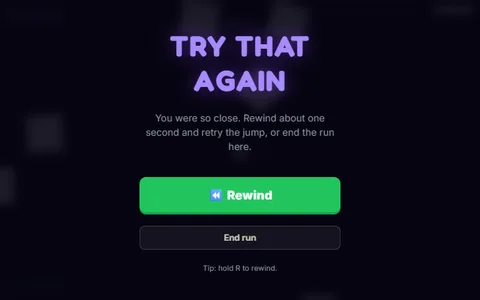 TRY THAT
AGAIN
You were so close. Rewind about one
second and retry the jump, or end the run
here.
⏪ Rewind
End run
Tip: hold R to rewind.